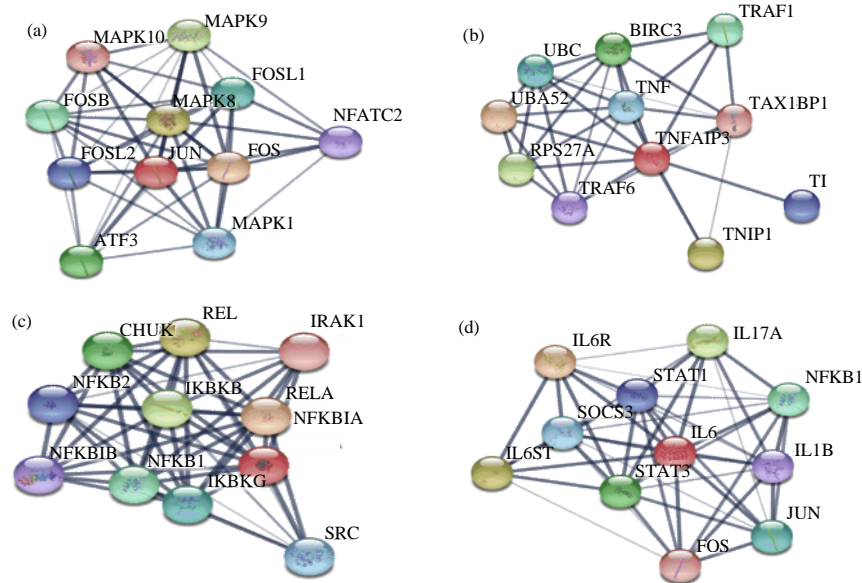 (a)
MAPK10
MAPK9
FOSL1
FOSB
MAPK8
NFATC2
FOSL2
JUN
FOS
ATF3
MAPK1
(b)
UBC
BIRC3
TRAF1
UBA52
TNF
TAX1BP1
RPS27A
TNFAIP3
TRAF6
TI
TNIP1
(c)
CHUK
REL
IRAK1
NFKB2
IKBKB
RELA
NFKBIA
NFKBIB
NFKB1
IKBKG
SRC
(d)
IL6R
IL17A
STAT1
NFKB1
SOCS3
IL6
IL6ST
STAT3
IL1B
JUN
FOS